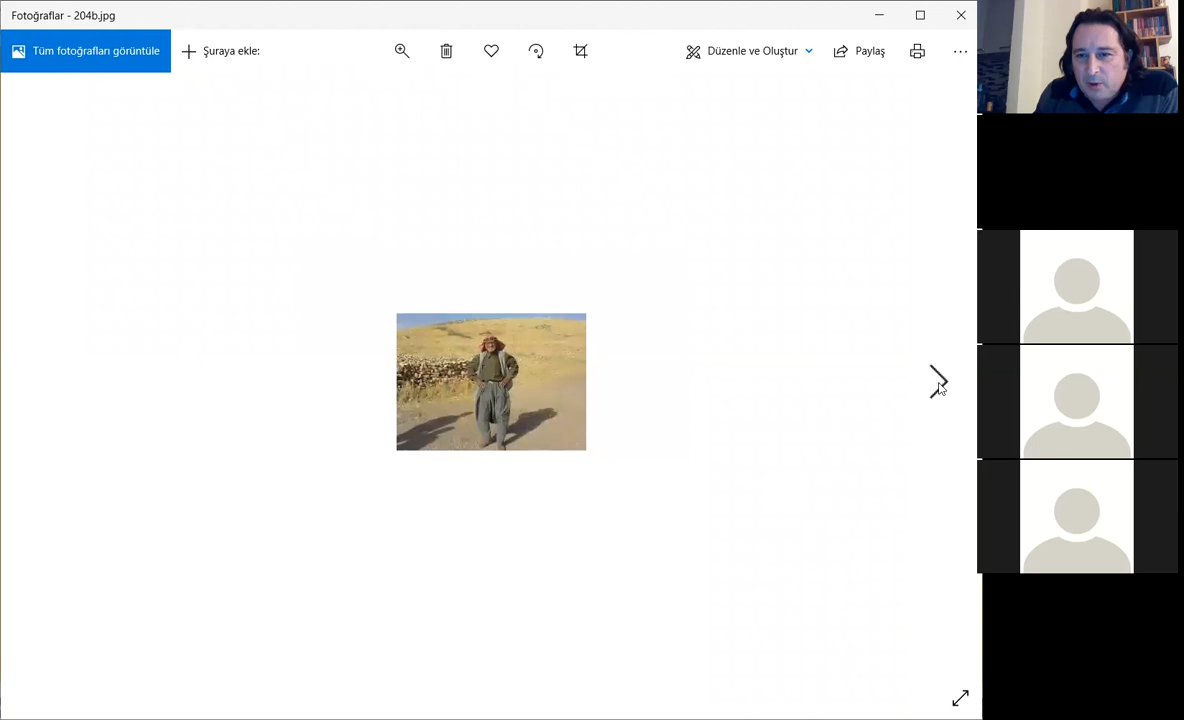 Fotoğraflar - 204b.jpg
Tüm fotoğrafları görüntüle
Şuraya ekle:
Düzenle ve Oluştur
Paylaş